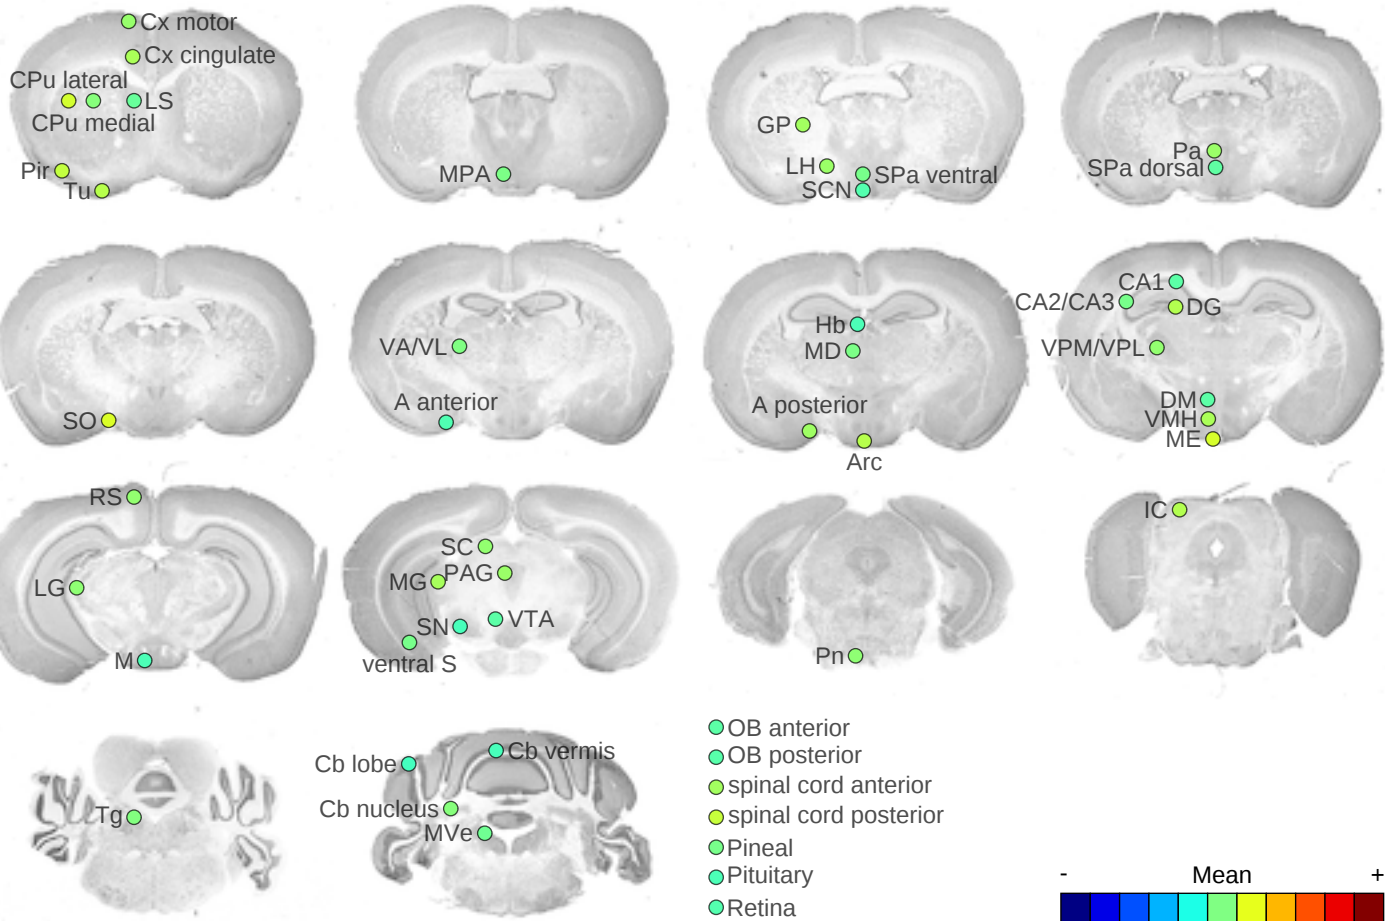 Cx motor
Cx cingulate
CPu lateral
LS
CPu medial
Pir
Tu
MPA
GP
LH
SPa ventral
SCN
Pa
SPa dorsal
SO
VA/VL
A anterior
Hb
MD
A posterior
Arc
CA1
CA2/CA3
DG
VPM/VPL
DM
VMH
ME
RS
LG
M
SC
MG
PAG
SN
VTA
ventral S
Pn
IC
Tg
Cb lobe
Cb vermis
Cb nucleus
MVe
OB anterior
OB posterior
spinal cord anterior
spinal cord posterior
Pineal
Pituitary
Retina
- Mean +